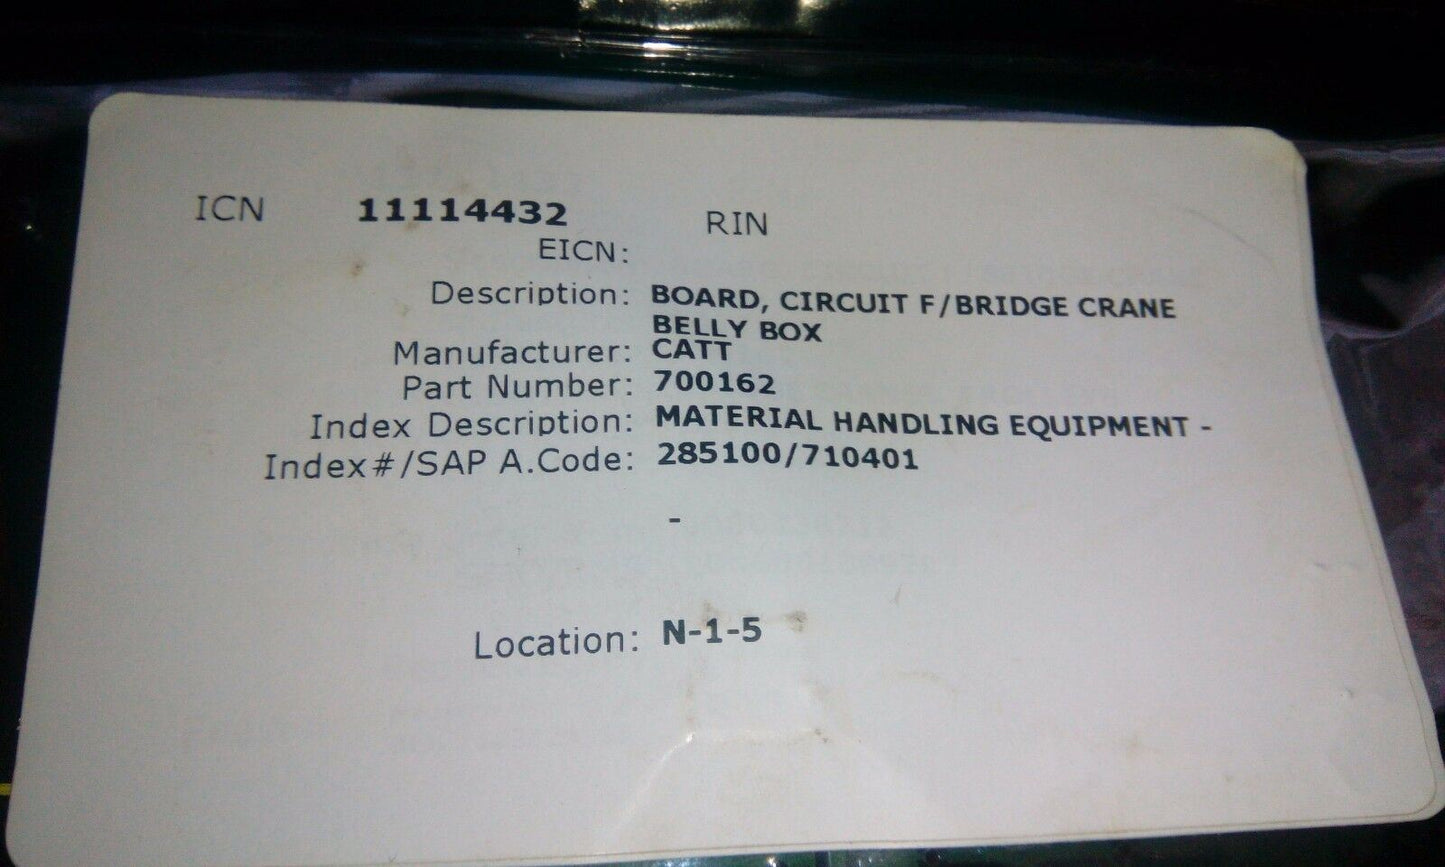 ICN 11114432 RIN
EICN:
Description: BOARD, CIRCUIT F/BRIDGE CRANE
BELLY BOX
Manufacturer: CATT
Part Number: 700162
Index Description: MATERIAL HANDLING EQUIPMENT -
Index#/SAP A.Code: 285100/710401
-
Location: N-1-5